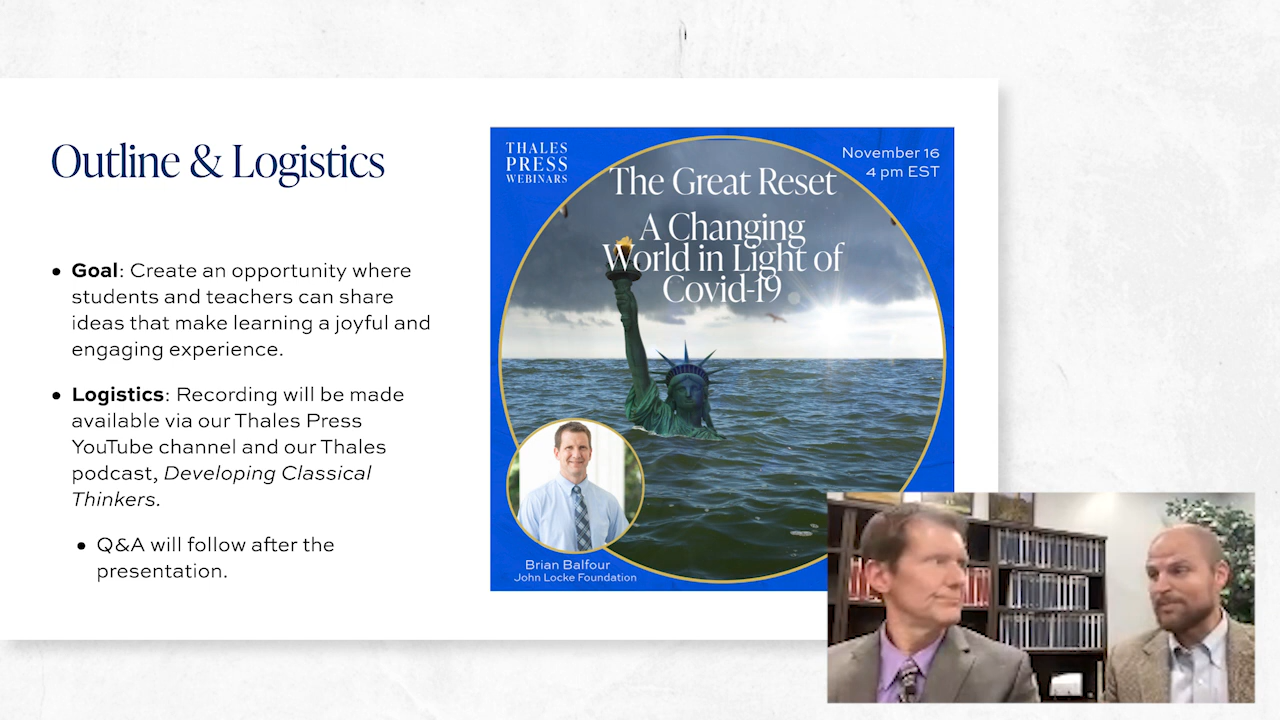 Outline & Logistics
• Goal: Create an opportunity where
students and teachers can share
ideas that make learning a joyful and
engaging experience.
• Logistics: Recording will be made
available via our Thales Press
YouTube channel and our Thales
podcast, Developing Classical
Thinkers.
• Q&A will follow after the
presentation.
THALES
PRESS
WEBINARS
November 16
4 pm EST
The Great Reset
A Changing
World in Light of
Covid-19
Brian Balfour
John Locke Foundation